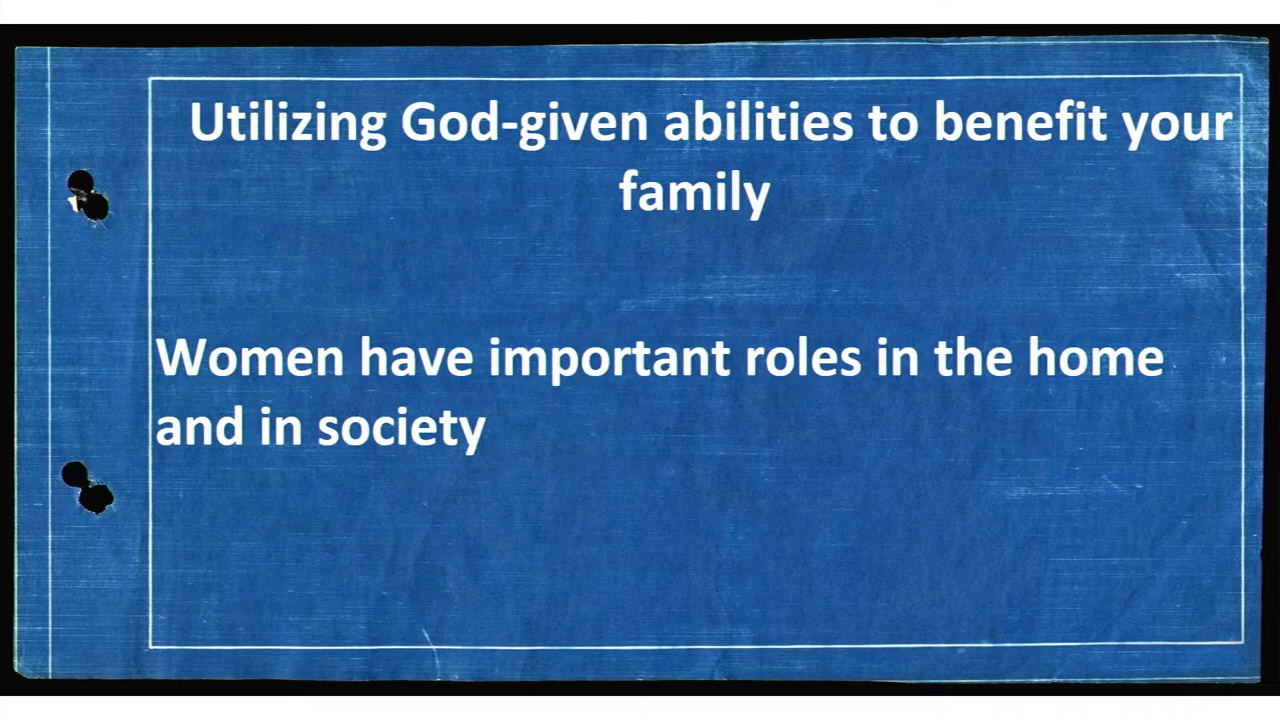 Utilizing God-given abilities to benefit your
family
Women have important roles in the home
and in society